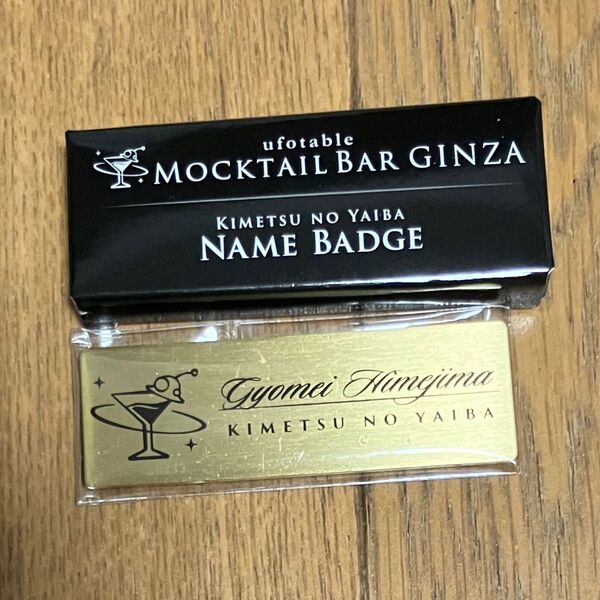 ufotable
MOCKTAIL BAR GINZA
KIMETSU NO YAIBA
NAME BADGE
Gyomei Himejima
KIMETSU NO YAIBA